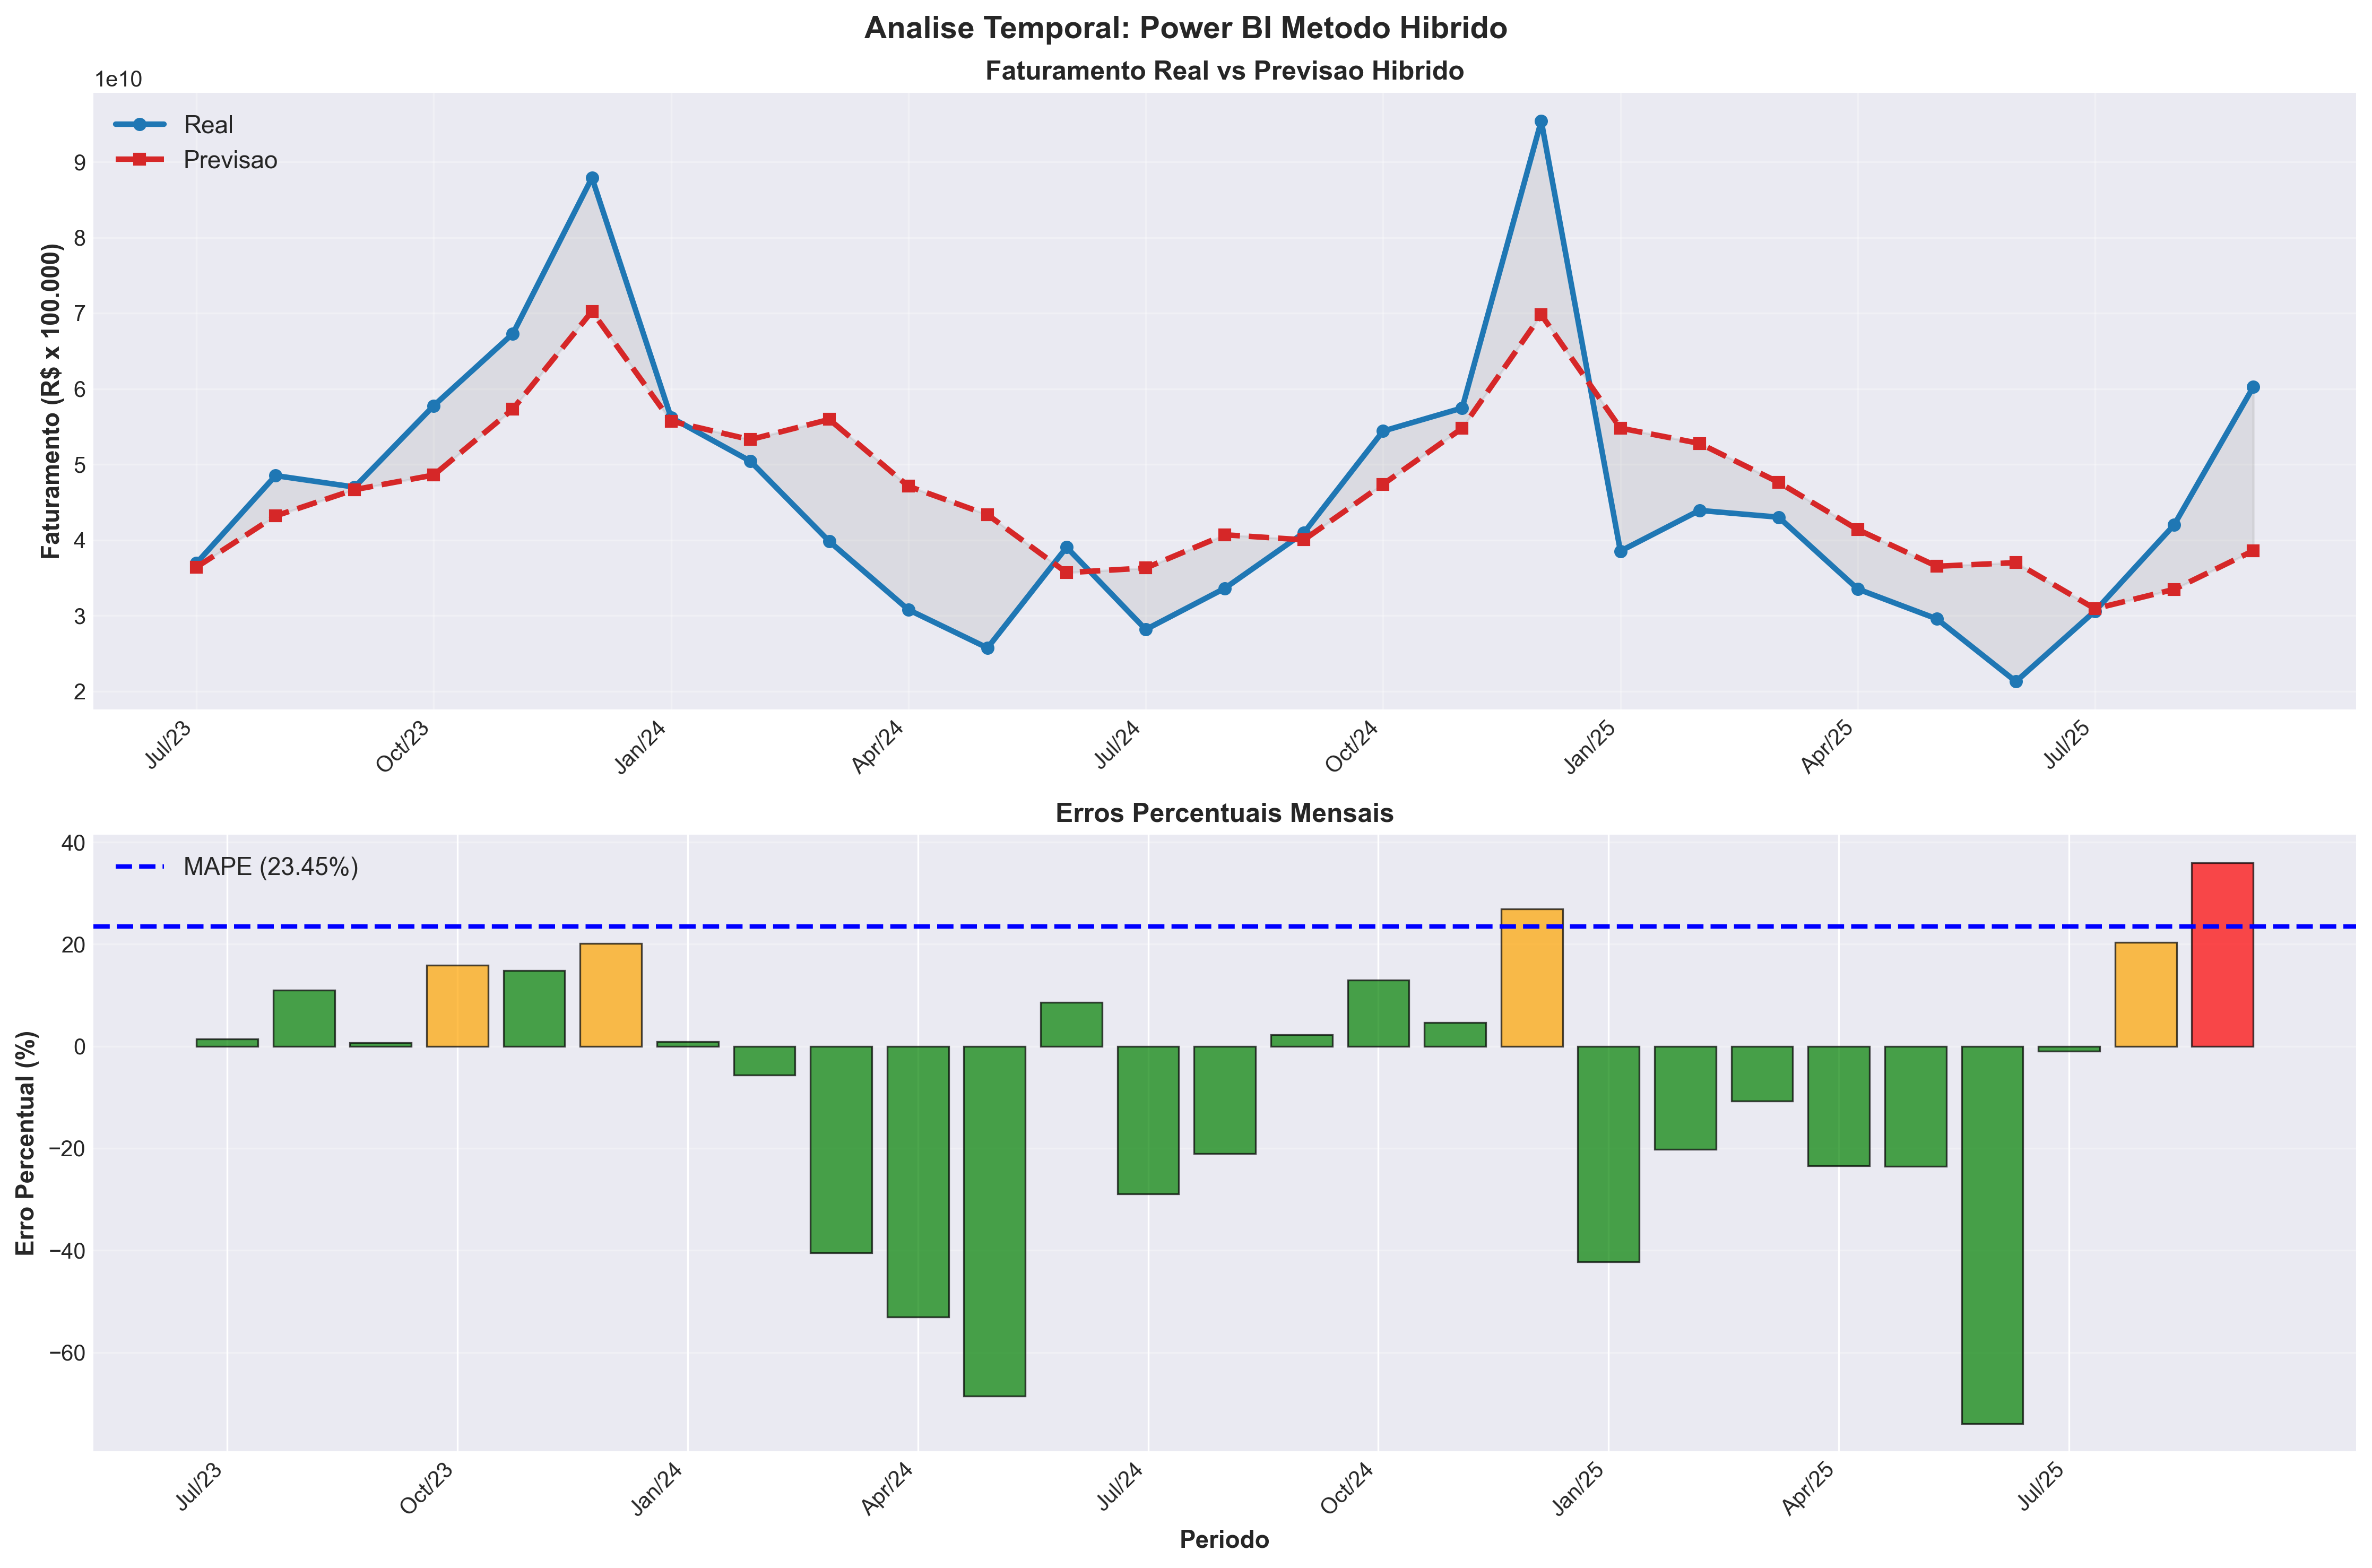 Analise Temporal: Power BI Metodo Hibrido
Faturamento Real vs Previsao Hibrido
1e10
Real
Previsao
Faturamento (R$ x 100.000)
9
8
7
6
5
4
3
2
Jul/23
Oct/23
Jan/24
Apr/24
Jul/24
Oct/24
Jan/25
Apr/25
Jul/25
Erros Percentuais Mensais
MAPE (23.45%)
Erro Percentual (%)
40
20
0
−20
−40
−60
Jul/23
Oct/23
Jan/24
Apr/24
Jul/24
Oct/24
Jan/25
Apr/25
Jul/25
Periodo